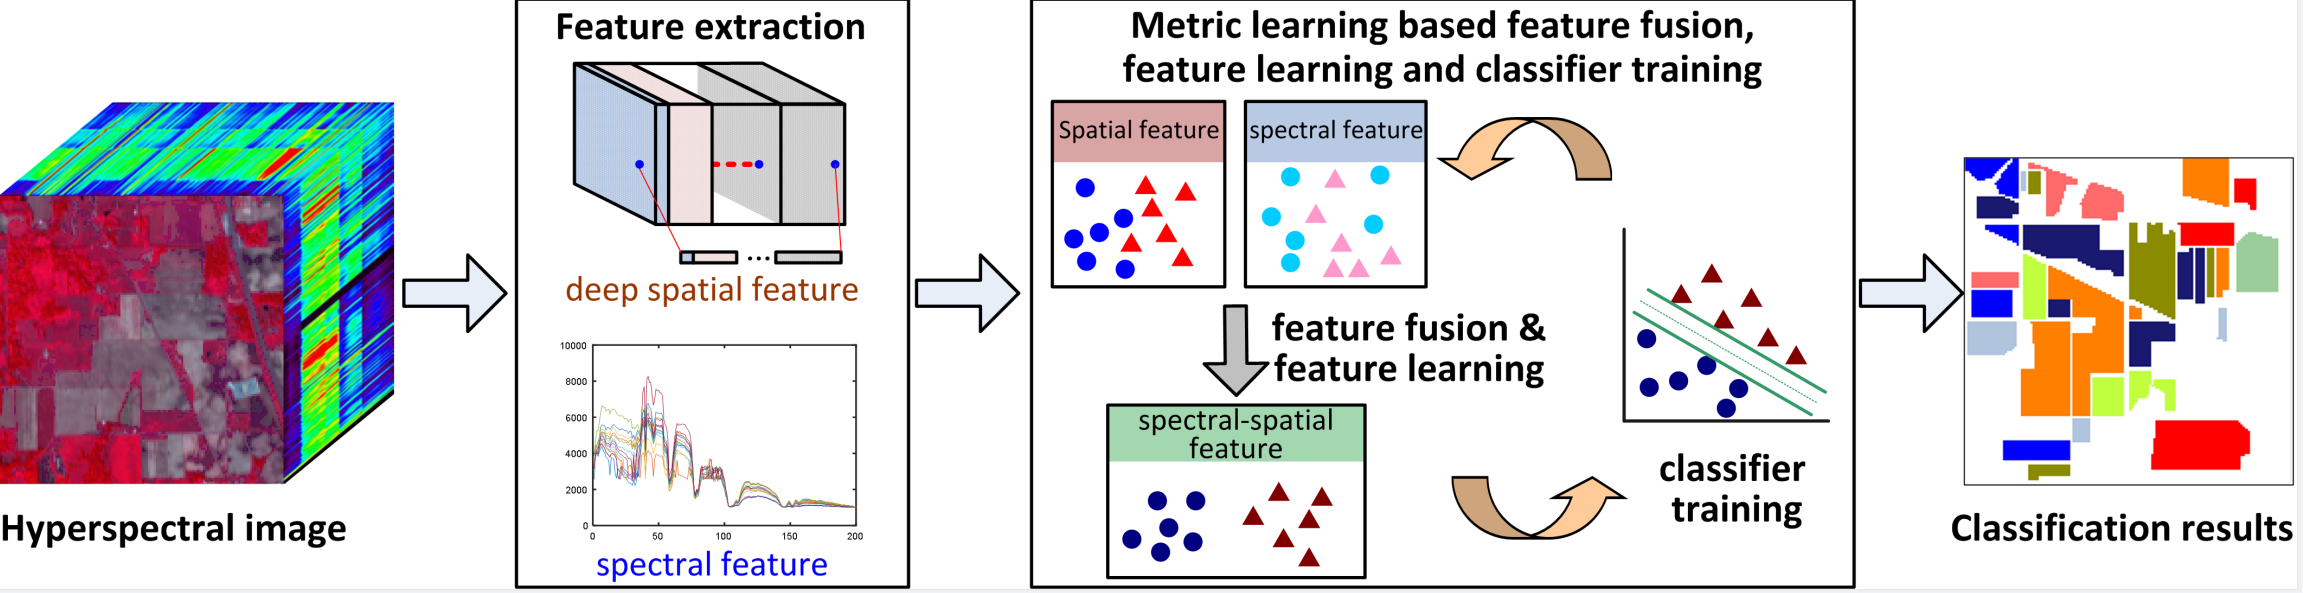 Hyperspectral image
Feature extraction
deep spatial feature
10000
8000
6000
4000
2000
0
0 50 100 150 200
spectral feature
Metric learning based feature fusion,
feature learning and classifier training
Spatial feature
spectral feature
feature fusion &
feature learning
spectral-spatial
feature
classifier
training
Classification results